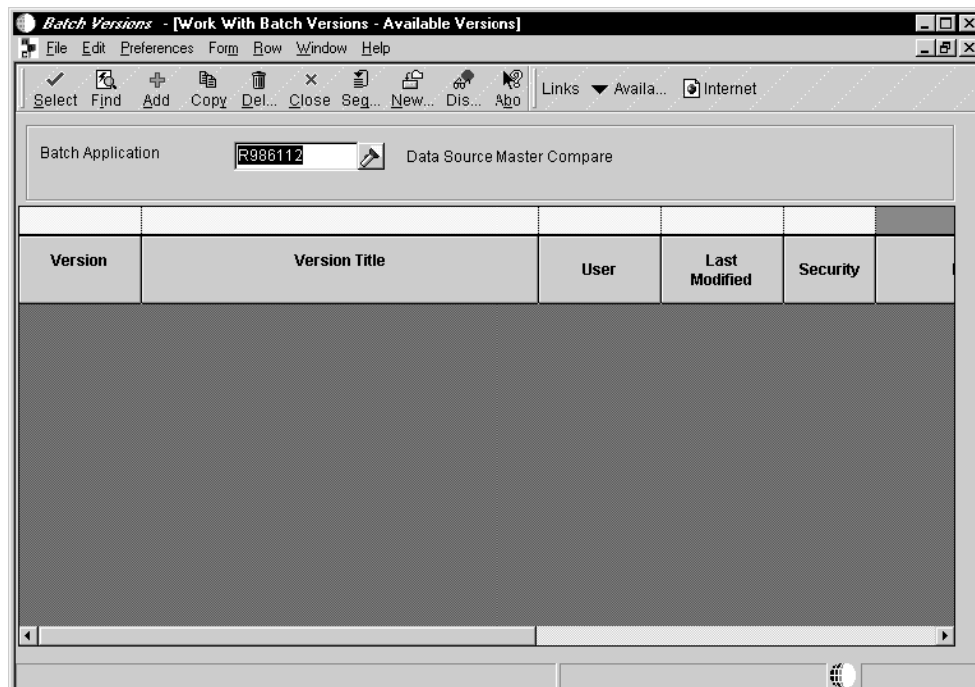 Batch Versions - [Work With Batch Versions - Available Versions]
File Edit Preferences Form Row Window Help
Select Find Add Copy Del... Close Seq... New... Dis... Abo Links Availa... Internet
Batch Application R986112 Data Source Master Compare
Version Version Title User Last Modified Security